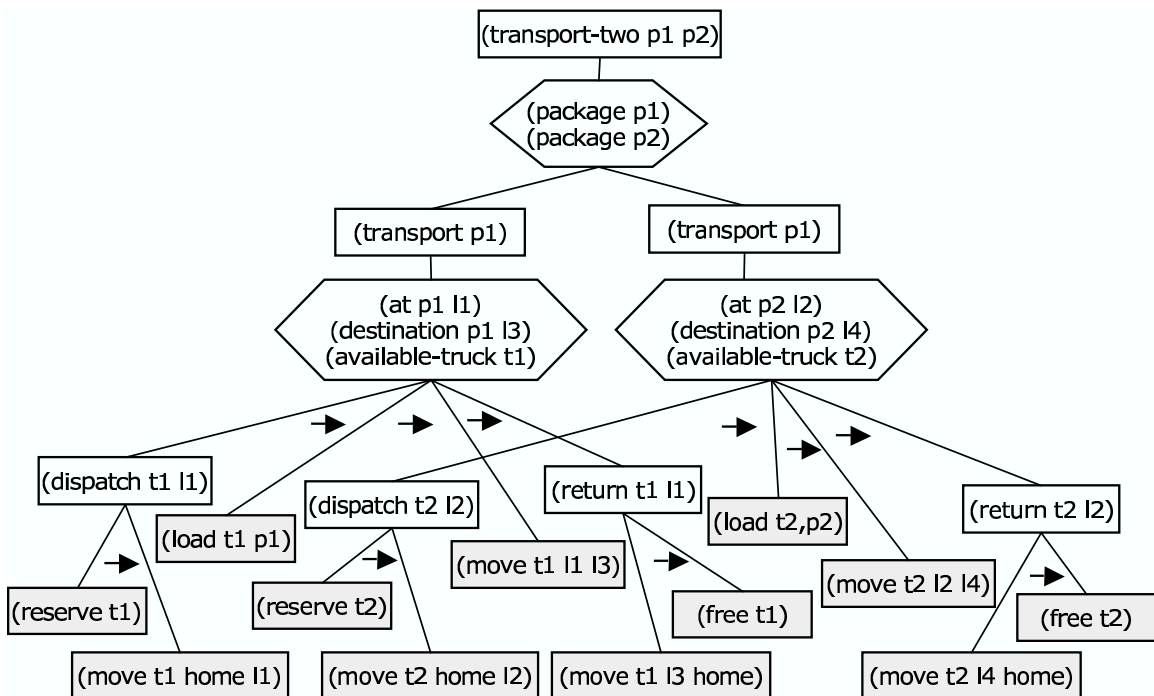 (transport-two p1 p2)
(package p1)
(package p2)
(transport p1)
(transport p1)
(at p1 l1)
(destination p1 l3)
(available-truck t1)
(at p2 l2)
(destination p2 l4)
(available-truck t2)
(dispatch t1 l1)
(load t1 p1)
(dispatch t2 l2)
(move t1 l1 l3)
(return t1 l1)
(load t2,p2)
(move t2 l2 l4)
(return t2 l2)
(reserve t1)
(reserve t2)
(free t1)
(free t2)
(move t1 home l1)
(move t2 home l2)
(move t1 l3 home)
(move t2 l4 home)